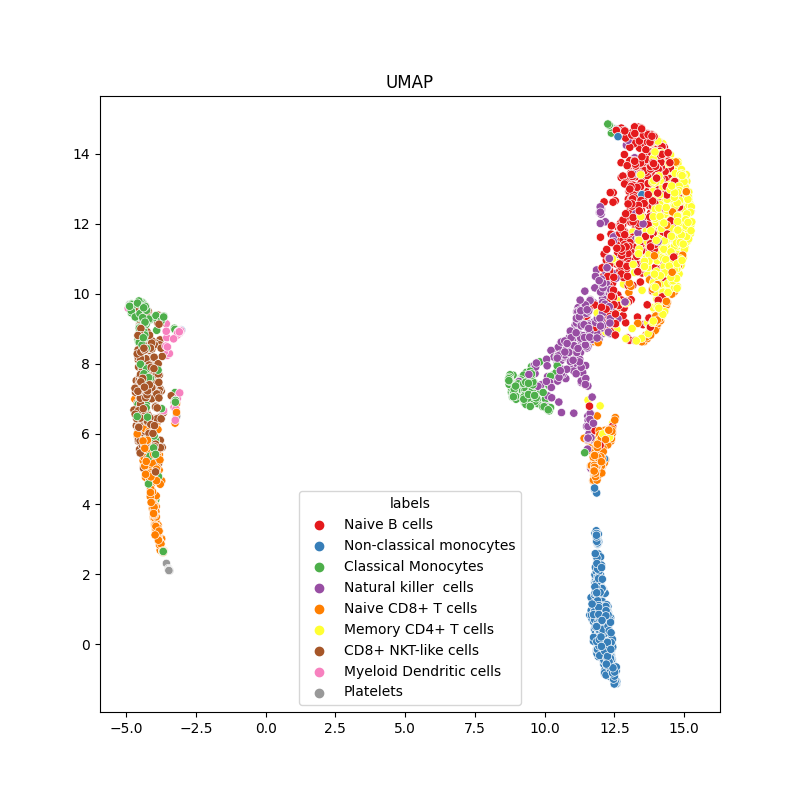 UMAP
14
12
10
8
6
4
2
0
−5.0 −2.5 0.0 2.5 5.0 7.5 10.0 12.5 15.0
labels
Naive B cells
Non-classical monocytes
Classical Monocytes
Natural killer  cells
Naive CD8+ T cells
Memory CD4+ T cells
CD8+ NKT-like cells
Myeloid Dendritic cells
Platelets